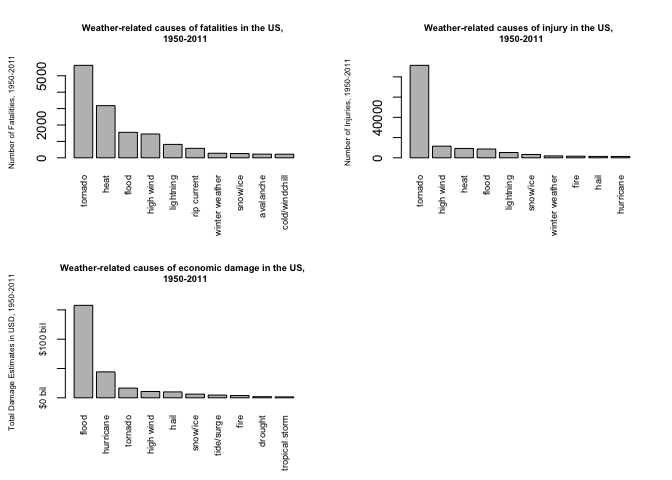 Weather-related causes of fatalities in the US,
1950-2011
Number of Fatalities, 1950-2011
5000
2000
0
tornado
heat
flood
high wind
lightning
rip current
winter weather
snow/ice
avalanche
cold/windchill
Weather-related causes of injury in the US,
1950-2011
Number of Injuries, 1950-2011
40000
0
tornado
high wind
heat
flood
lightning
snow/ice
winter weather
fire
hail
hurricane
Weather-related causes of economic damage in the US,
1950-2011
Total Damage Estimates in USD, 1950-2011
$100 bil
$0 bil
flood
hurricane
tornado
high wind
hail
snow/ice
tide/surge
fire
drought
tropical storm